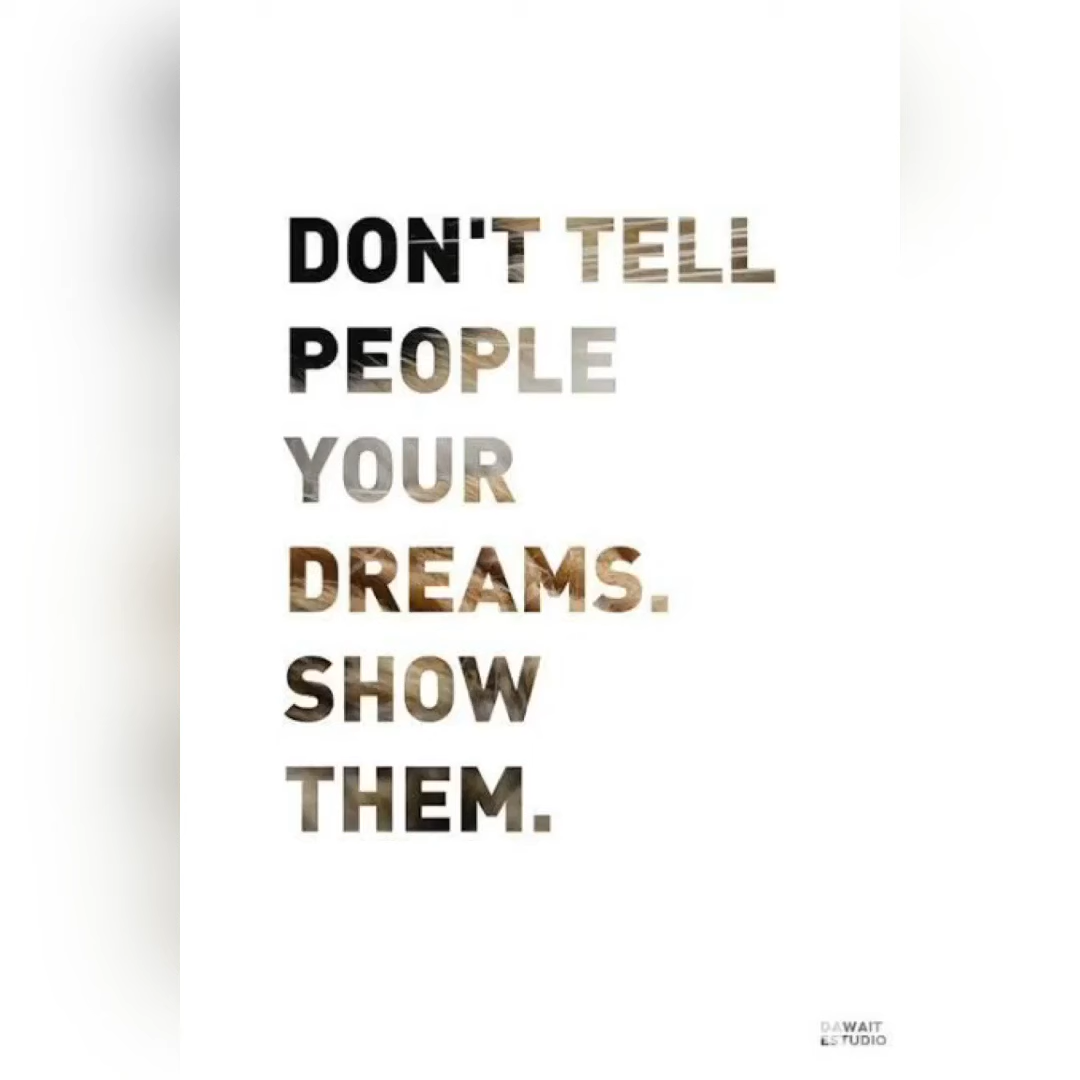 DON'T TELL
PEOPLE
YOUR
DREAMS.
SHOW
THEM.
DAWAIT
ESTUDIO